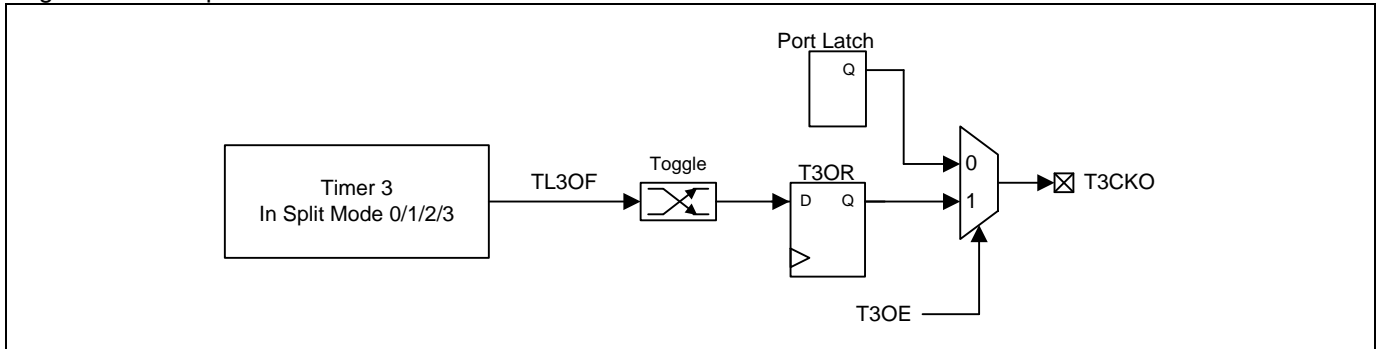 Port Latch
Q
Timer 3
In Split Mode 0/1/2/3
TL3OF
Toggle
T3OR
D Q
0
1
T3CKO
T3OE